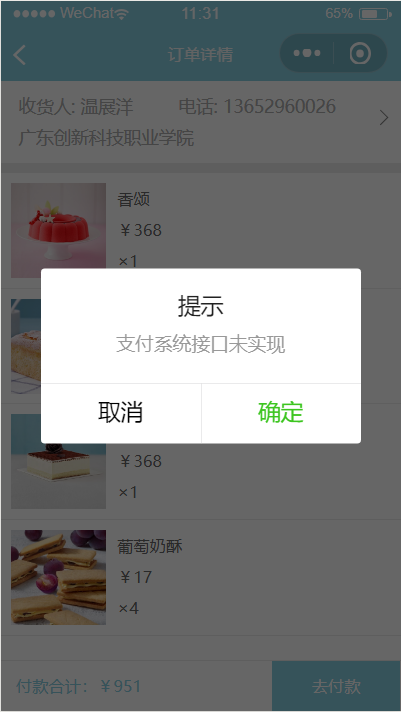 WeChat 11:31 65%
订单详情
收货人: 温展洋 电话: 13652960026
广东创新科技职业学院
香颂
￥368
×1
提示
支付系统接口未实现
取消 确定
￥368
×1
葡萄奶酥
￥17
×4
付款合计：￥951 去付款